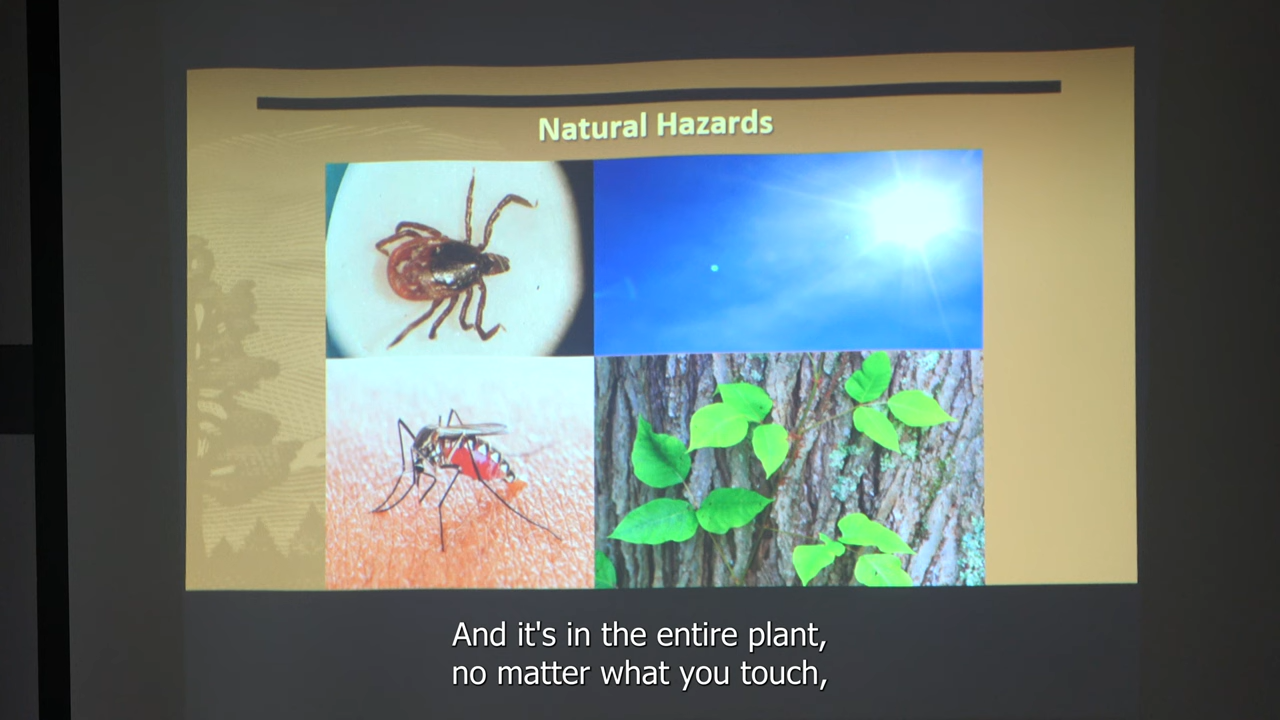 Natural Hazards
And it's in the entire plant,
no matter what you touch,